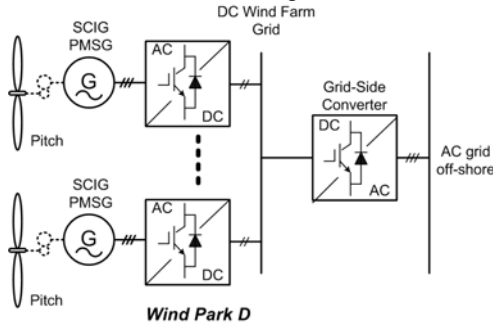 DC Wind Farm
Grid
SCIG
PMSG
G
AC
DC
Pitch
Grid-Side
Converter
DC
AC
AC grid
off-shore
SCIG
PMSG
G
AC
DC
Pitch
Wind Park D